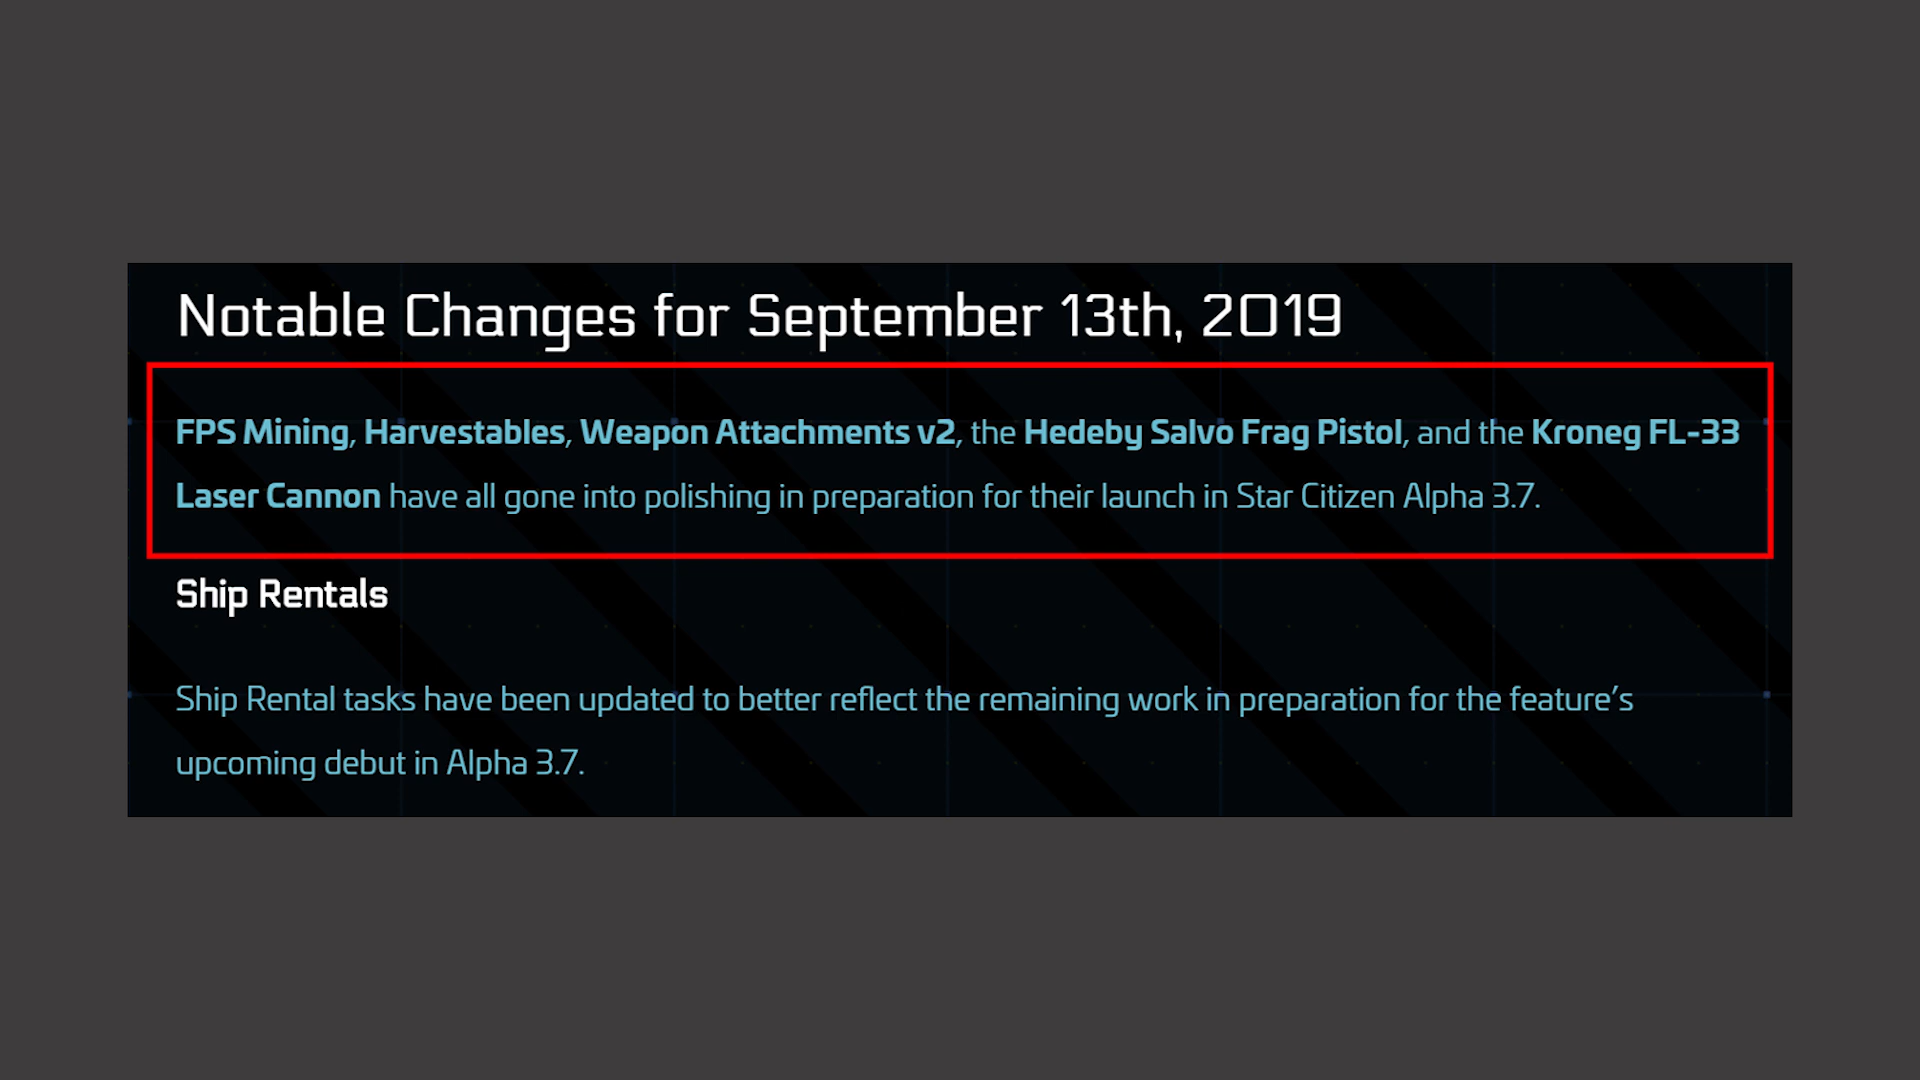 Notable Changes for September 13th, 2019
FPS Mining, Harvestables, Weapon Attachments v2, the Hedeby Salvo Frag Pistol, and the Kroneg FL-33
Laser Cannon have all gone into polishing in preparation for their launch in Star Citizen Alpha 3.7.
Ship Rentals
Ship Rental tasks have been updated to better reflect the remaining work in preparation for the feature’s
upcoming debut in Alpha 3.7.